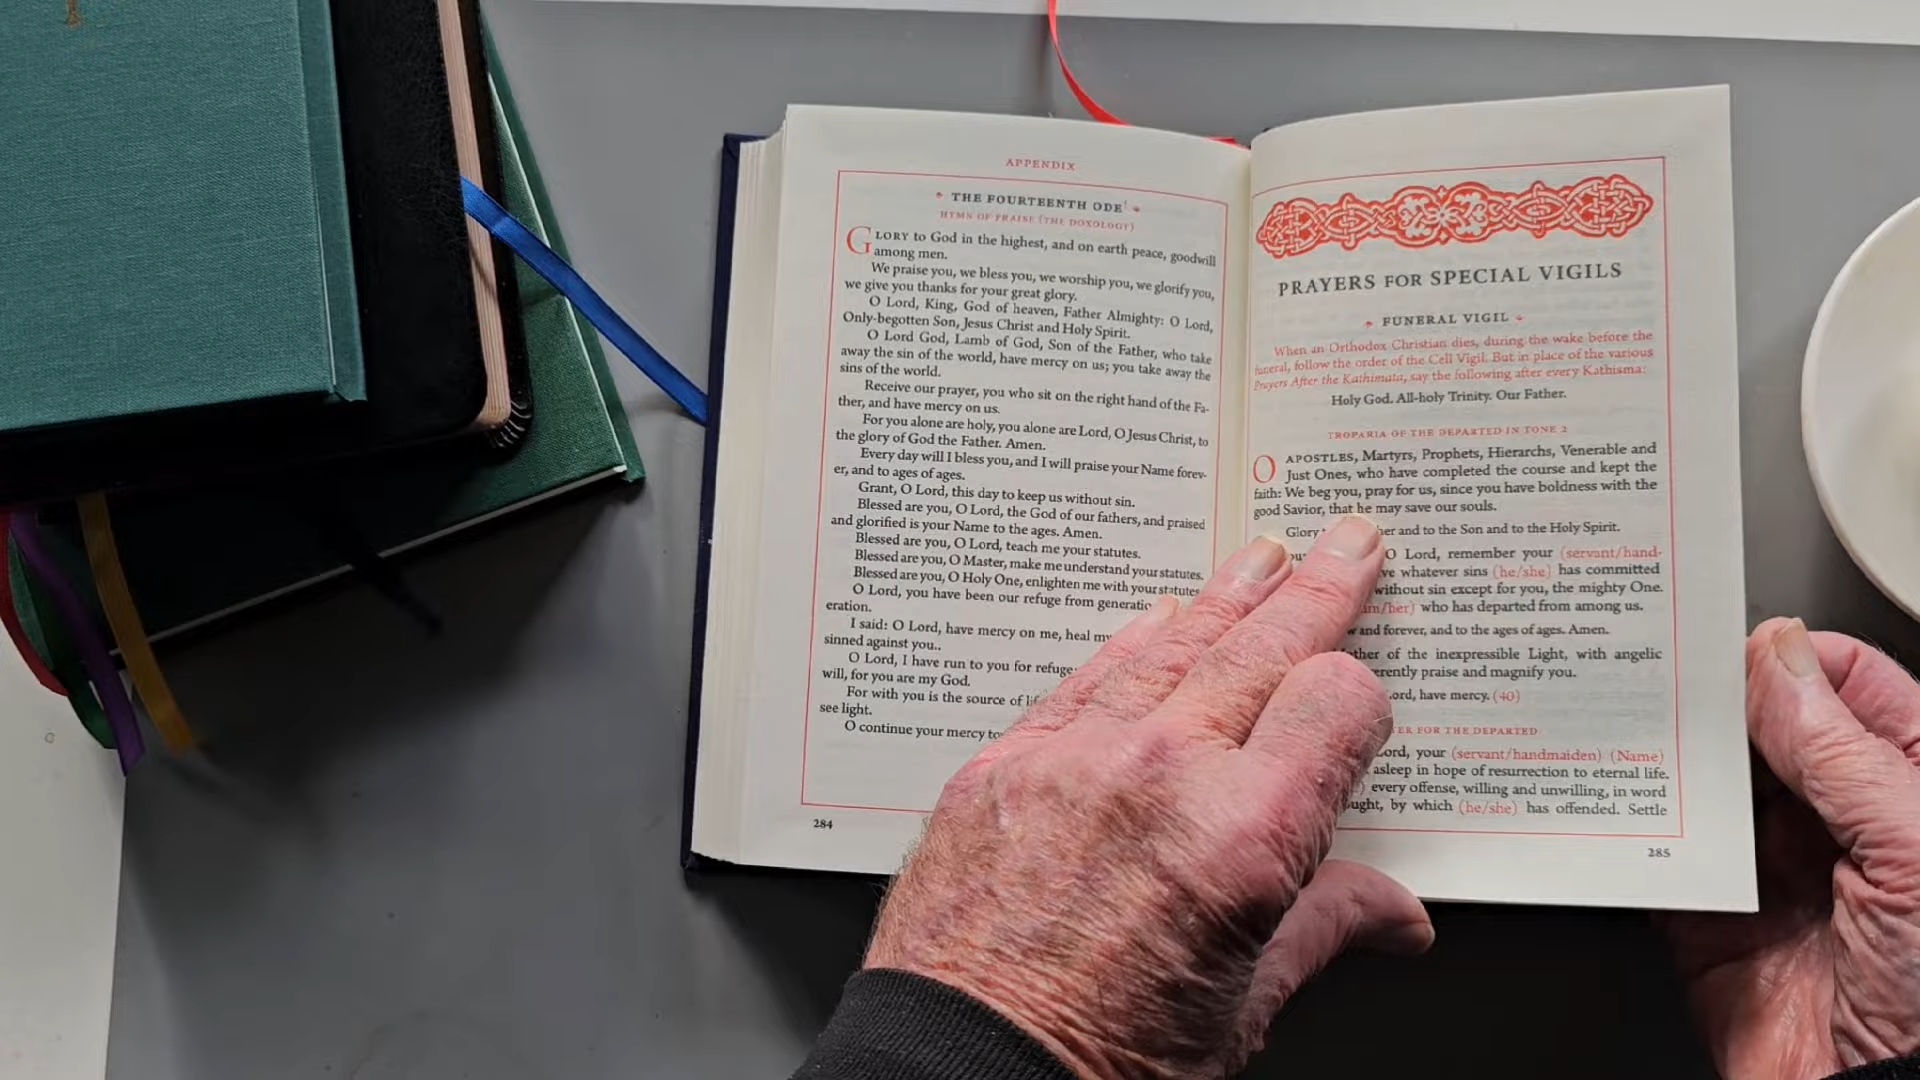 APPENDIX
THE FOURTEENTH ODE¹
HYMN OF PRAISE (THE DOXOLOGY)
GLORY to God in the highest, and on earth peace, goodwill
among men.
We praise you, we bless you, we worship you, we glorify you,
we give you thanks for your great glory.
O Lord, King, God of heaven, Father Almighty: O Lord,
Only-begotten Son, Jesus Christ and Holy Spirit.
O Lord God, Lamb of God, Son of the Father, who take
away the sin of the world, have mercy on us; you take away the
sins of the world.
Receive our prayer, you who sit on the right hand of the Fa-
ther, and have mercy on us.
For you alone are holy, you alone are Lord, O Jesus Christ, to
the glory of God the Father. Amen.
Every day will I bless you, and I will praise your Name forev-
er, and to ages of ages.
Grant, O Lord, this day to keep us without sin.
Blessed are you, O Lord, the God of our fathers, and praised
and glorified is your Name to the ages. Amen.
Blessed are you, O Lord, teach me your statutes.
Blessed are you, O Master, make me understand your statutes.
Blessed are you, O Holy One, enlighten me with your statutes
O Lord, you have been our refuge from
eration.
I said: O Lord, have mercy on me, heal
sinned against you..
O Lord, I have run to you for refuge
will, for you are my God.
For with you is the source of
see light.
O continue your mercy to
284
PRAYERS FOR SPECIAL VIGILS
FUNERAL VIGIL
When an Orthodox Christian dies, during the wake before the
funeral, follow the order of the Cell Vigil. But in place of the various
Prayers After the Kathimata, say the following after every Kathisma:
Holy God. All-holy Trinity. Our Father.
TROPARIA OF THE DEPARTED IN TONE 2
O APOSTLES, Martyrs, Prophets, Hierarchs, Venerable and
Just Ones, who have completed the course and kept the
faith: We beg you, pray for us, since you have boldness with the
good Savior, that he may save our souls.
Glory and to the Son and to the Holy Spirit.
O Lord, remember your (servant/hand-
whatever sins (he/she) has committed
without sin except for you, the mighty One.
who has departed from among us.
and forever, and to the ages of ages. Amen.
of the inexpressible Light, with angelic
praise and magnify you.
have mercy. (40)
FOR THE DEPARTED
your (servant/handmaiden) (Name)
asleep in hope of resurrection to eternal life.
every offense, willing and unwilling, in word
by which (he/she) has offended. Settle
285